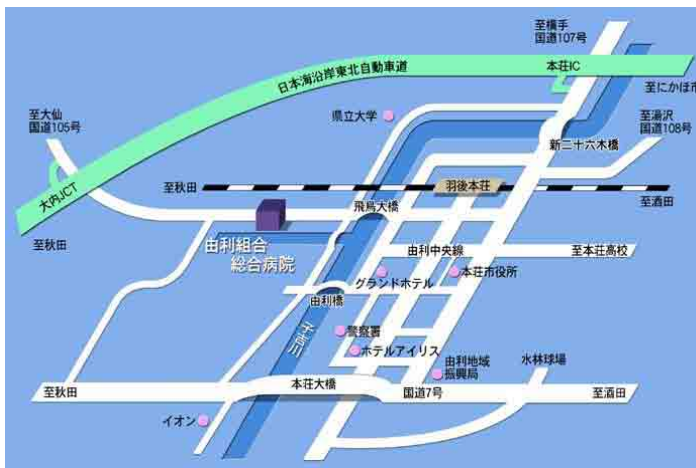 至横手
国道107号
日本海沿岸東北自動車道
本荘IC
至にかほ市
至大仙
国道105号
県立大学
至湯沢
国道108号
新二十六木橋
大内JCT
至秋田
羽後本荘
至酒田
飛鳥大橋
至秋田
由利組合
総合病院
由利中央線
至本荘高校
グランドホテル
本荘市役所
由利橋
子吉川
警察署
ホテルアイリス
由利地域
振興局
水林球場
至秋田
本荘大橋
国道7号
至酒田
イオン